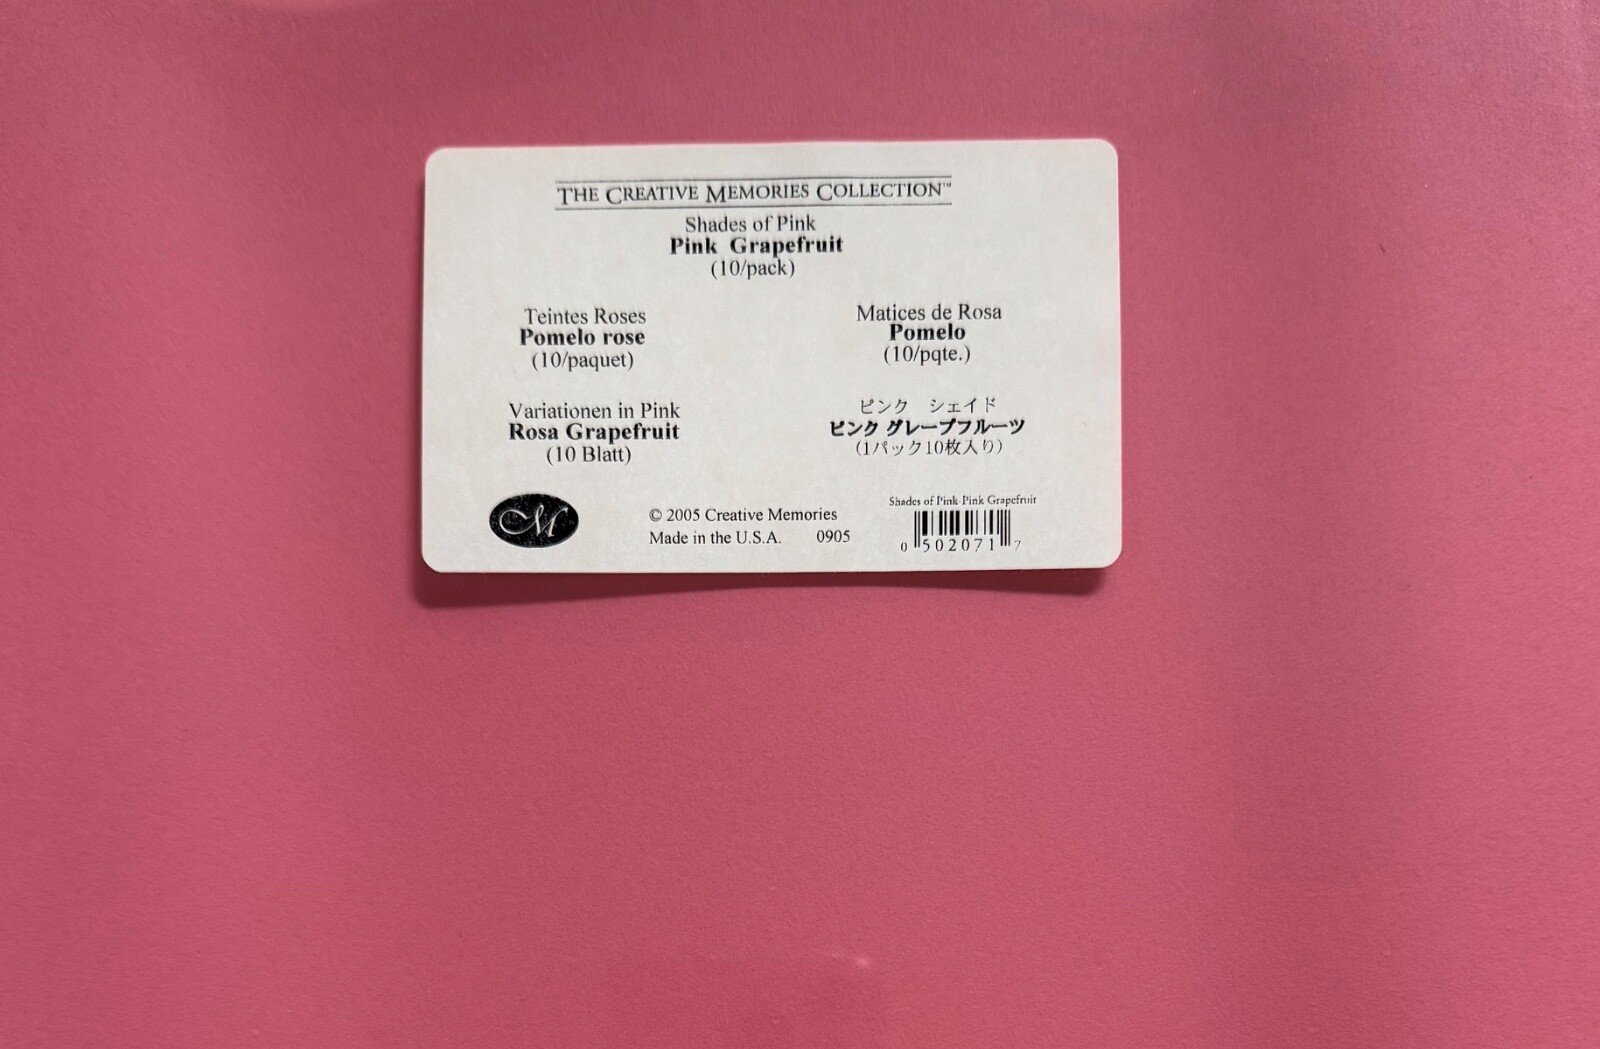 THE CREATIVE MEMORIES COLLECTION™
Shades of Pink
Pink Grapefruit
(10/pack)
Teintes Roses
Pomelo rose
(10/paquet)
Matices de Rosa
Pomelo
(10/pqte.)
Variationen in Pink
Rosa Grapefruit
(10 Blatt)
ピンク　シェイド
ピンク グレープフルーツ
(1パック10枚入り)
M
© 2005 Creative Memories
Made in the U.S.A. 0905
Shades of Pink-Pink Grapefruit
0 502071 7